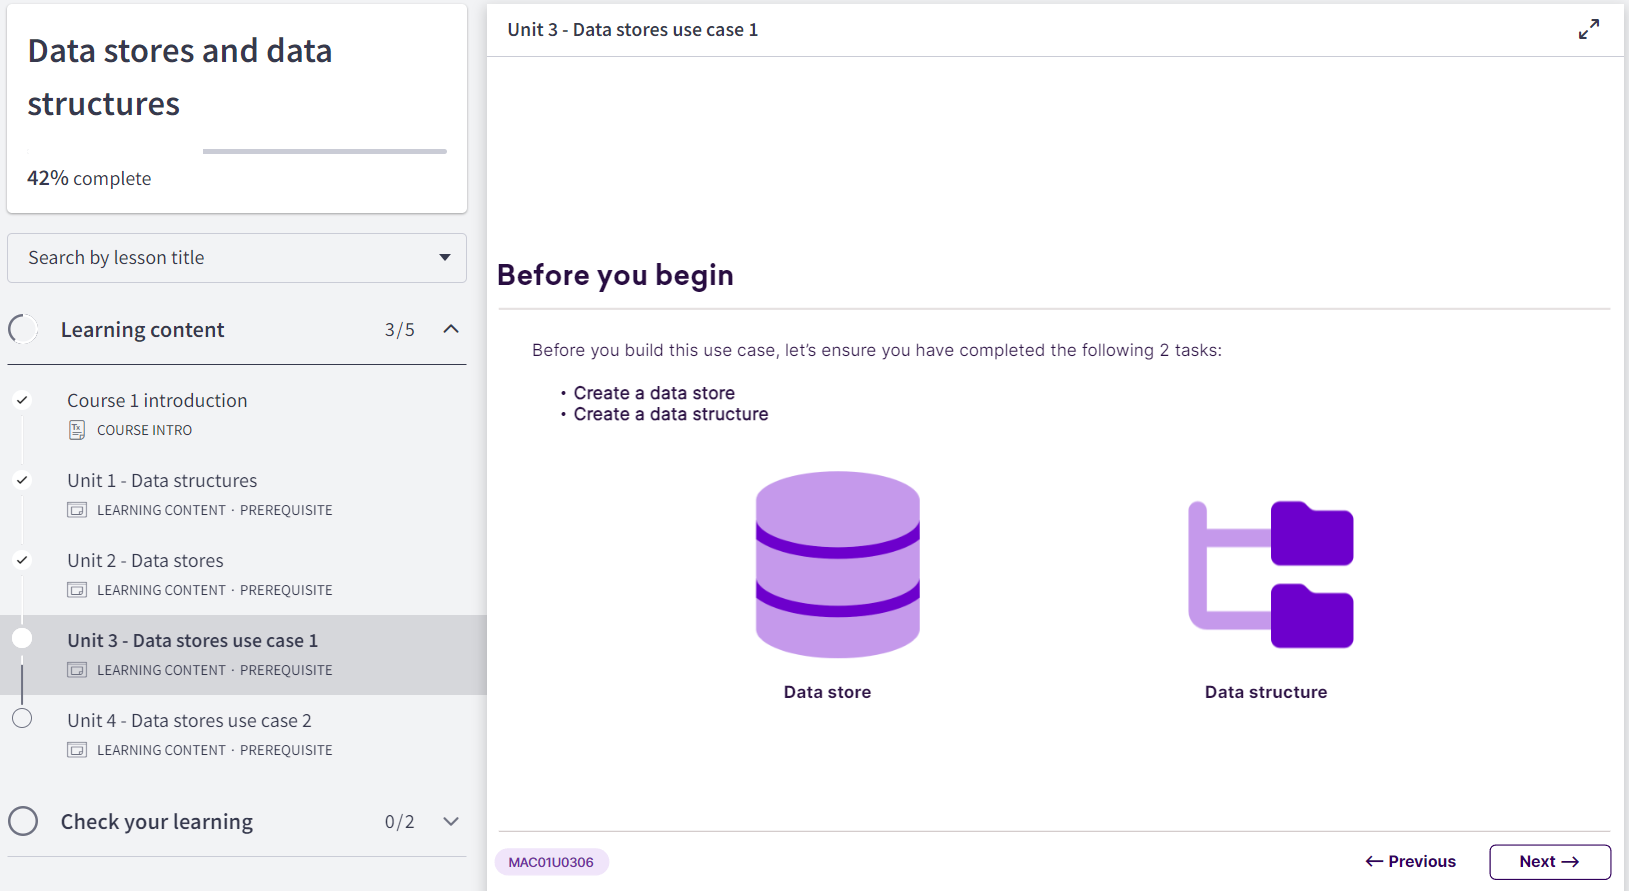 Data stores and data
structures
42% complete
Search by lesson title
Learning content 3/5
Course 1 introduction
COURSE INTRO
Unit 1 - Data structures
LEARNING CONTENT · PREREQUISITE
Unit 2 - Data stores
LEARNING CONTENT · PREREQUISITE
Unit 3 - Data stores use case 1
LEARNING CONTENT · PREREQUISITE
Unit 4 - Data stores use case 2
LEARNING CONTENT · PREREQUISITE
Check your learning 0/2
Unit 3 - Data stores use case 1
Before you begin
Before you build this use case, let’s ensure you have completed the following 2 tasks:
• Create a data store
• Create a data structure
Data store
Data structure
MAC01U0306
← Previous
Next →